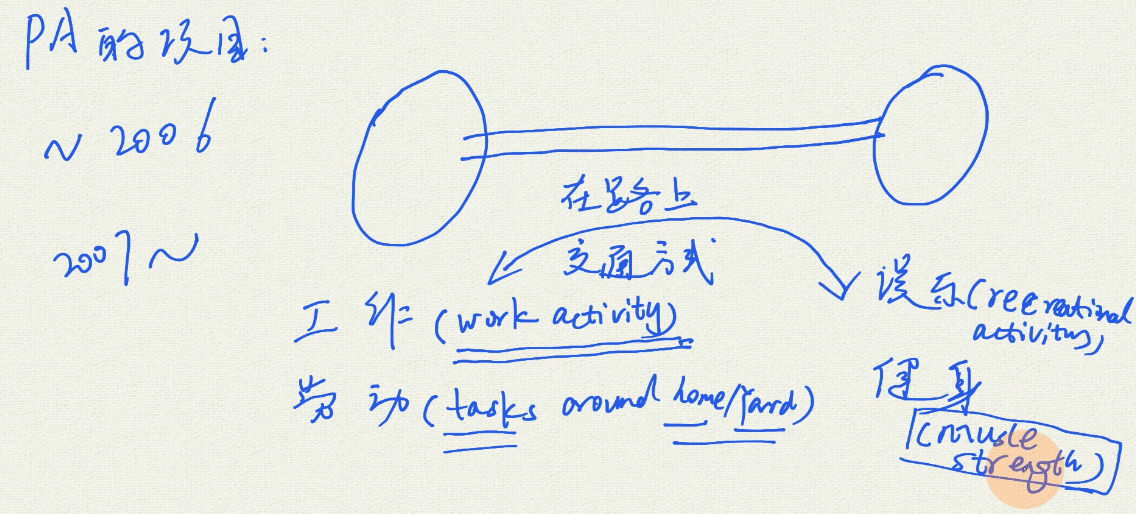 PA的项目:
~ 2006
2007~
在路上
交通方式
工作(work activity)
劳动(tasks around home/yard)
娱乐(recreational
activity)
健身
(muscle
strength)